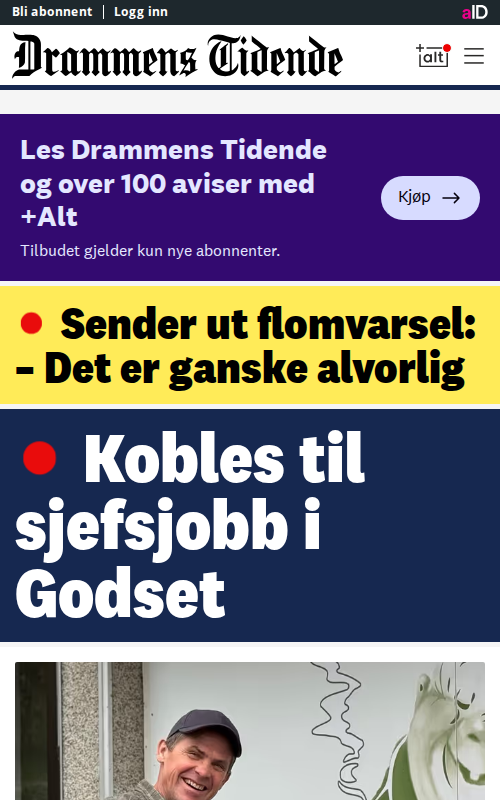 Bli abonnent | Logg inn
aID
Drammens Tidende
+alt
Les Drammens Tidende
og over 100 aviser med
+Alt
Kjøp →
Tilbudet gjelder kun nye abonnenter.
Sender ut flomvarsel:
– Det er ganske alvorlig
Kobles til
sjefsjobb i
Godset